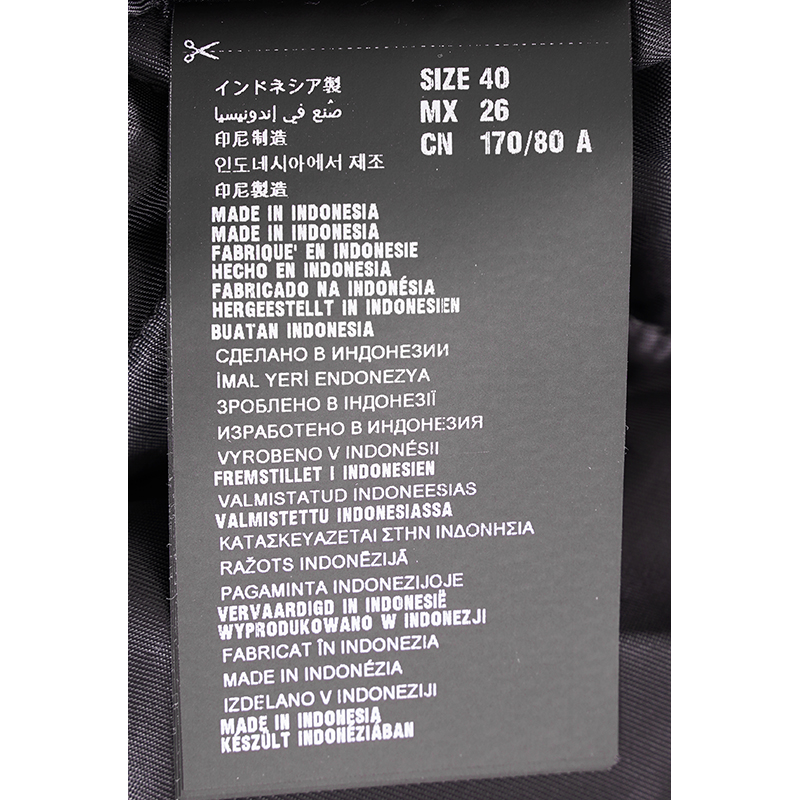 インドネシア製
صُنع في إندونيسيا
印尼制造
인도네시아에서 제조
印尼製造
SIZE 40
MX 26
CN 170/80 A
MADE IN INDONESIA
MADE IN INDONESIA
FABRIQUE' EN INDONESIE
HECHO EN INDONESIA
FABRICADO NA INDONÉSIA
HERGEESTELLT IN INDONESIEN
BUATAN INDONESIA
СДЕЛАНО В ИНДОНЕЗИИ
İMAL YERİ ENDONEZYA
ЗРОБЛЕНО В ІНДОНЕЗІЇ
ИЗРАБОТЕНО В ИНДОНЕЗИЯ
VYROBENO V INDONÉSII
FREMSTILLET I INDONESIEN
VALMISTATUD INDONEESIAS
VALMISTETTU INDONESIASSA
ΚΑΤΑΣΚΕΥΑΖΕΤΑΙ ΣΤΗΝ ΙΝΔΟΝΗΣΙΑ
RAŽOTS INDONĒZIJĀ
PAGAMINTA INDONEZIJOJE
VERVAARDIGD IN INDONESIË
WYPRODUKOWANO W INDONEZJI
FABRICAT ÎN INDONEZIA
MADE IN INDONÉZIA
IZDELANO V INDONEZIJI
MADE IN INDONESIA
KÉSZÜLT INDONÉZIÁBAN